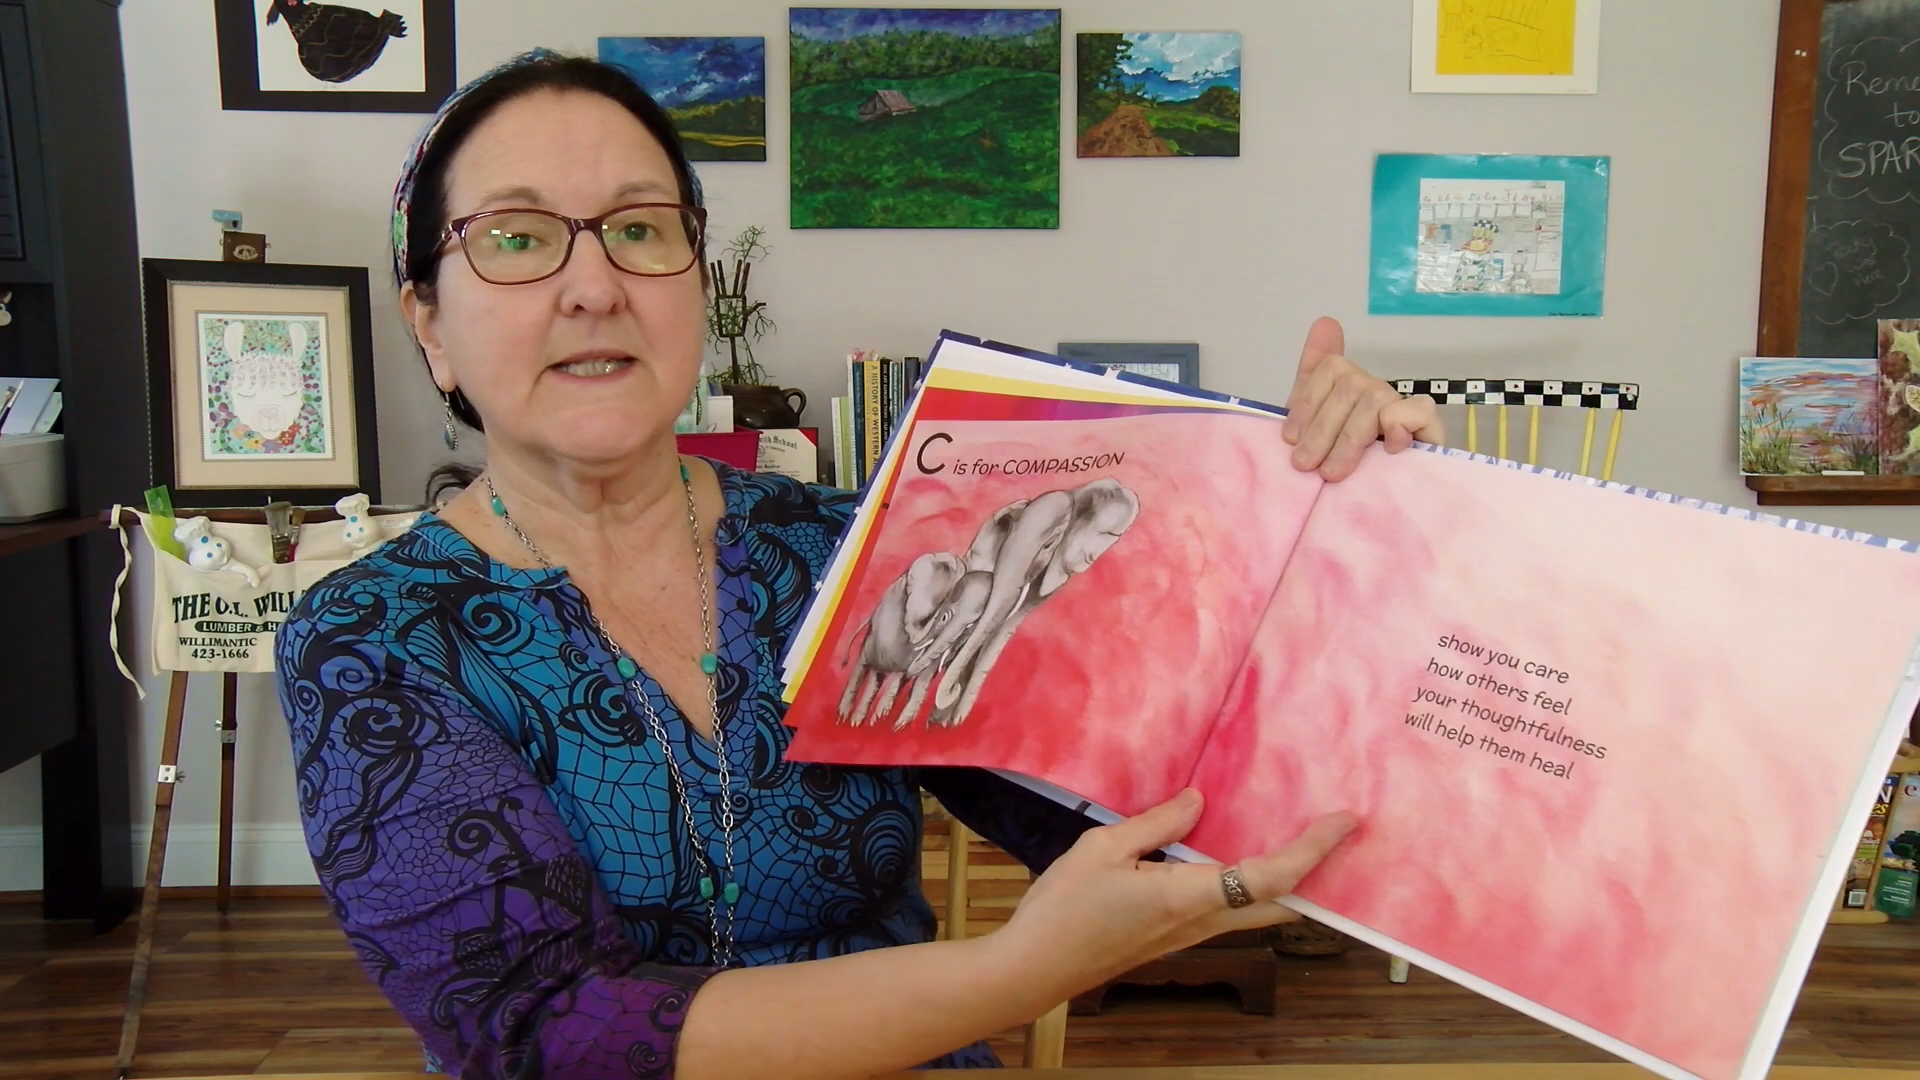 C is for COMPASSION
show you care
how others feel
your thoughtfulness
will help them heal
THE O.L. WILL
LUMBER & H
WILLIMANTIC
423-1666
A HISTORY OF WESTERN
Reme
to
SPAR